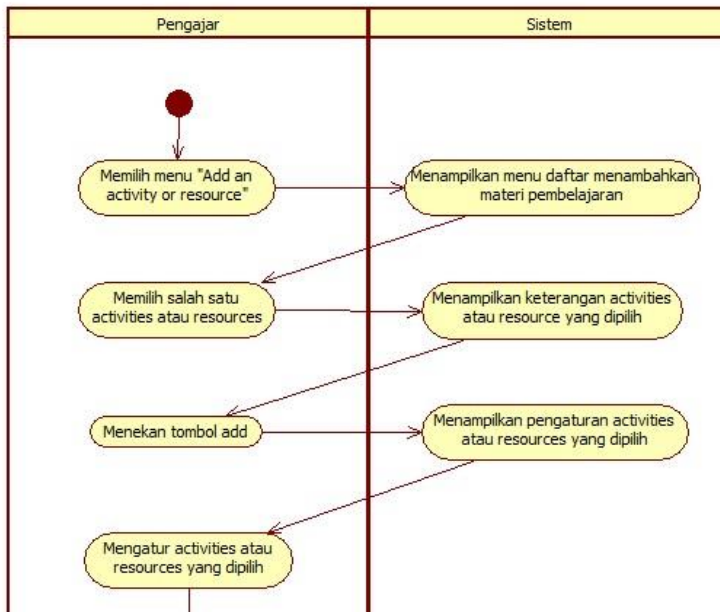 Pengajar
Sistem
Memilih menu "Add an
activity or resource"
Menampilkan menu daftar menambahkan
materi pembelajaran
Memilih salah satu
activities atau resources
Menampilkan keterangan activities
atau resource yang dipilih
Menekan tombol add
Menampilkan pengaturan activities
atau resources yang dipilih
Mengatur activities atau
resources yang dipilih